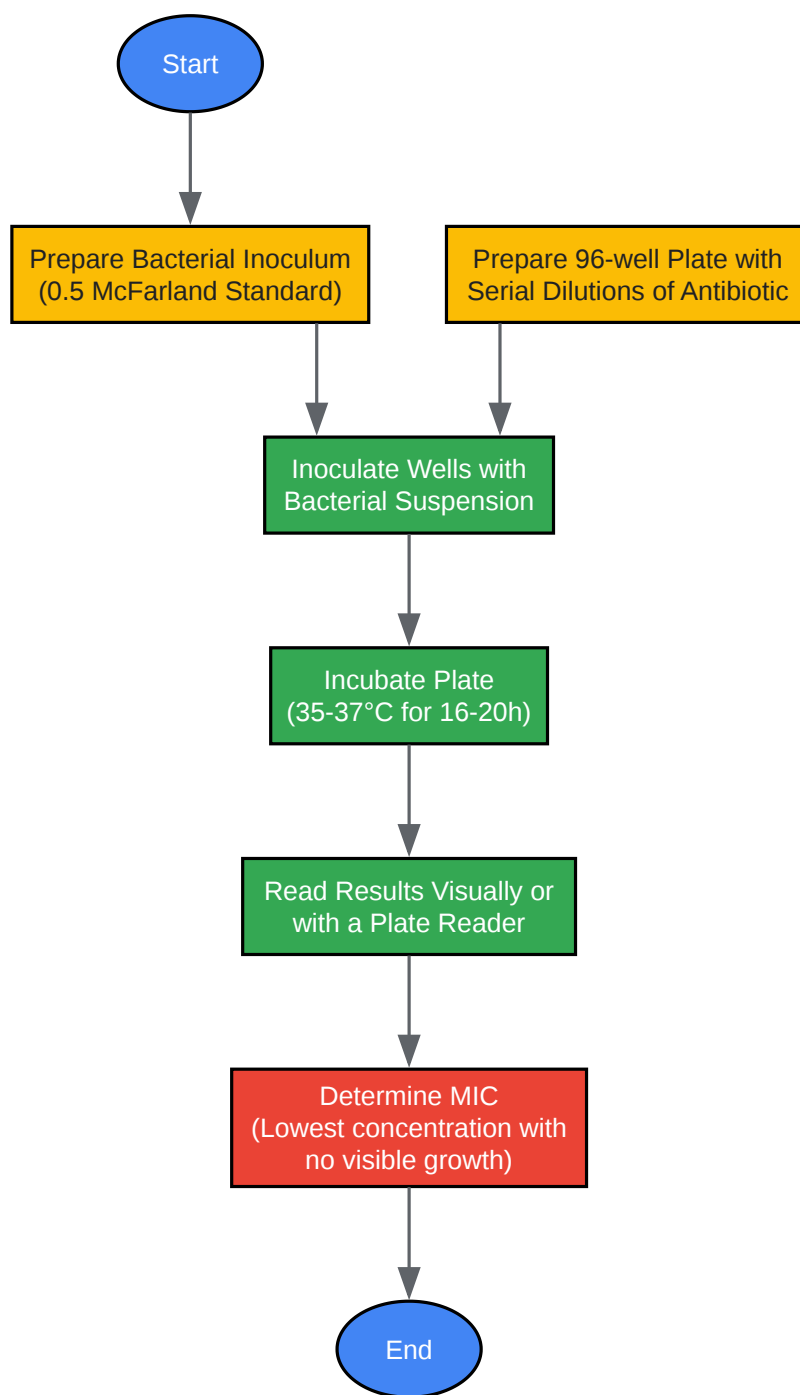 Start
Prepare Bacterial Inoculum
(0.5 McFarland Standard)
Prepare 96-well Plate with
Serial Dilutions of Antibiotic
Inoculate Wells with
Bacterial Suspension
Incubate Plate
(35-37°C for 16-20h)
Read Results Visually or
with a Plate Reader
Determine MIC
(Lowest concentration with
no visible growth)
End